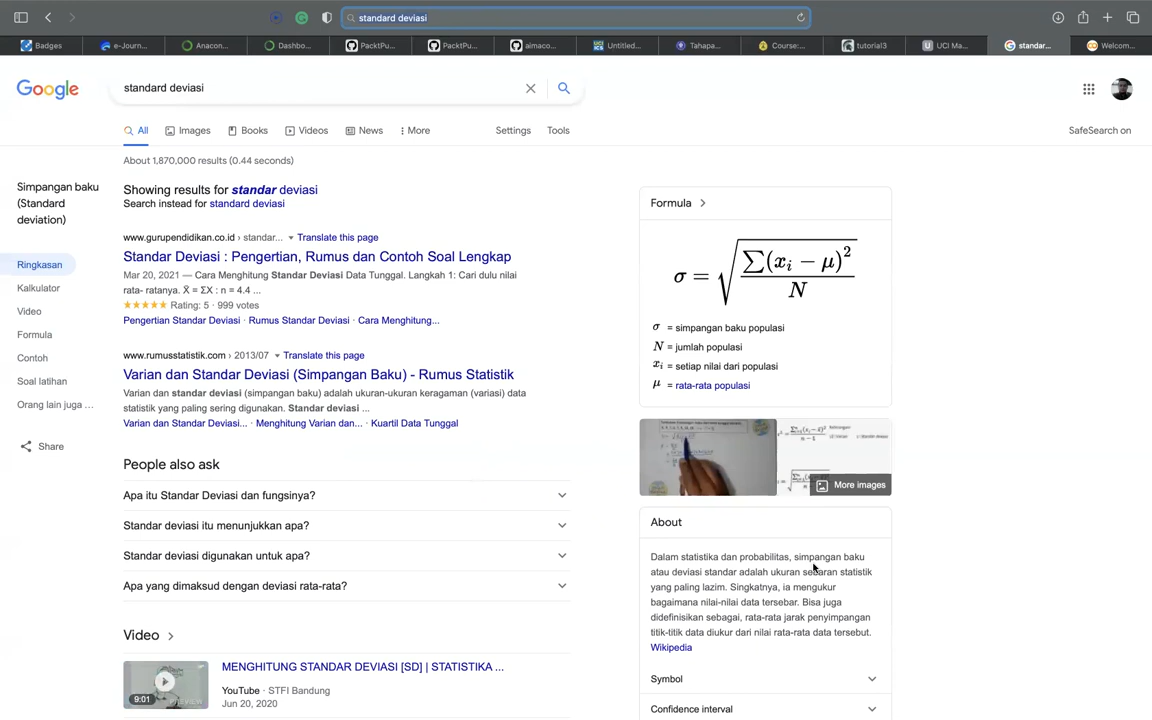 standard deviasi
Badges
e-Journ...
Anacon...
Dashbo...
PacktPu...
PacktPu...
aimaco...
Untitled...
Tahapa...
Course:...
tutorial3
UCI Ma...
standar...
Welcom...
Google
standard deviasi
All
Images
Books
Videos
News
More
Settings
Tools
SafeSearch on
About 1,870,000 results (0.44 seconds)
Simpangan baku
(Standard
deviation)
Ringkasan
Kalkulator
Video
Formula
Contoh
Soal latihan
Orang lain juga ...
Share
Showing results for standar deviasi
Search instead for standard deviasi
www.gurupendidikan.co.id › standar... Translate this page
Standar Deviasi : Pengertian, Rumus dan Contoh Soal Lengkap
Mar 20, 2021 — Cara Menghitung Standar Deviasi Data Tunggal. Langkah 1: Cari dulu nilai
rata- ratanya. X̄ = ΣX : n = 4.4 ...
★★★★★ Rating: 5 · 999 votes
Pengertian Standar Deviasi · Rumus Standar Deviasi · Cara Menghitung...
www.rumusstatistik.com › 2013/07 Translate this page
Varian dan Standar Deviasi (Simpangan Baku) - Rumus Statistik
Varian dan standar deviasi (simpangan baku) adalah ukuran-ukuran keragaman (variasi) data
statistik yang paling sering digunakan. Standar deviasi ...
Varian dan Standar Deviasi... · Menghitung Varian dan... · Kuartil Data Tunggal
People also ask
Apa itu Standar Deviasi dan fungsinya?
Standar deviasi itu menunjukkan apa?
Standar deviasi digunakan untuk apa?
Apa yang dimaksud dengan deviasi rata-rata?
Video
9:01
PREVIEW
MENGHITUNG STANDAR DEVIASI [SD] | STATISTIKA ...
YouTube · STFI Bandung
Jun 20, 2020
Formula
σ = √(∑(xᵢ − μ)² / N)
σ = simpangan baku populasi
N = jumlah populasi
xᵢ = setiap nilai dari populasi
μ = rata-rata populasi
More images
About
Dalam statistika dan probabilitas, simpangan baku
atau deviasi standar adalah ukuran sebaran statistik
yang paling lazim. Singkatnya, ia mengukur
bagaimana nilai-nilai data tersebar. Bisa juga
didefinisikan sebagai, rata-rata jarak penyimpangan
titik-titik data diukur dari nilai rata-rata data tersebut.
Wikipedia
Symbol
Confidence interval